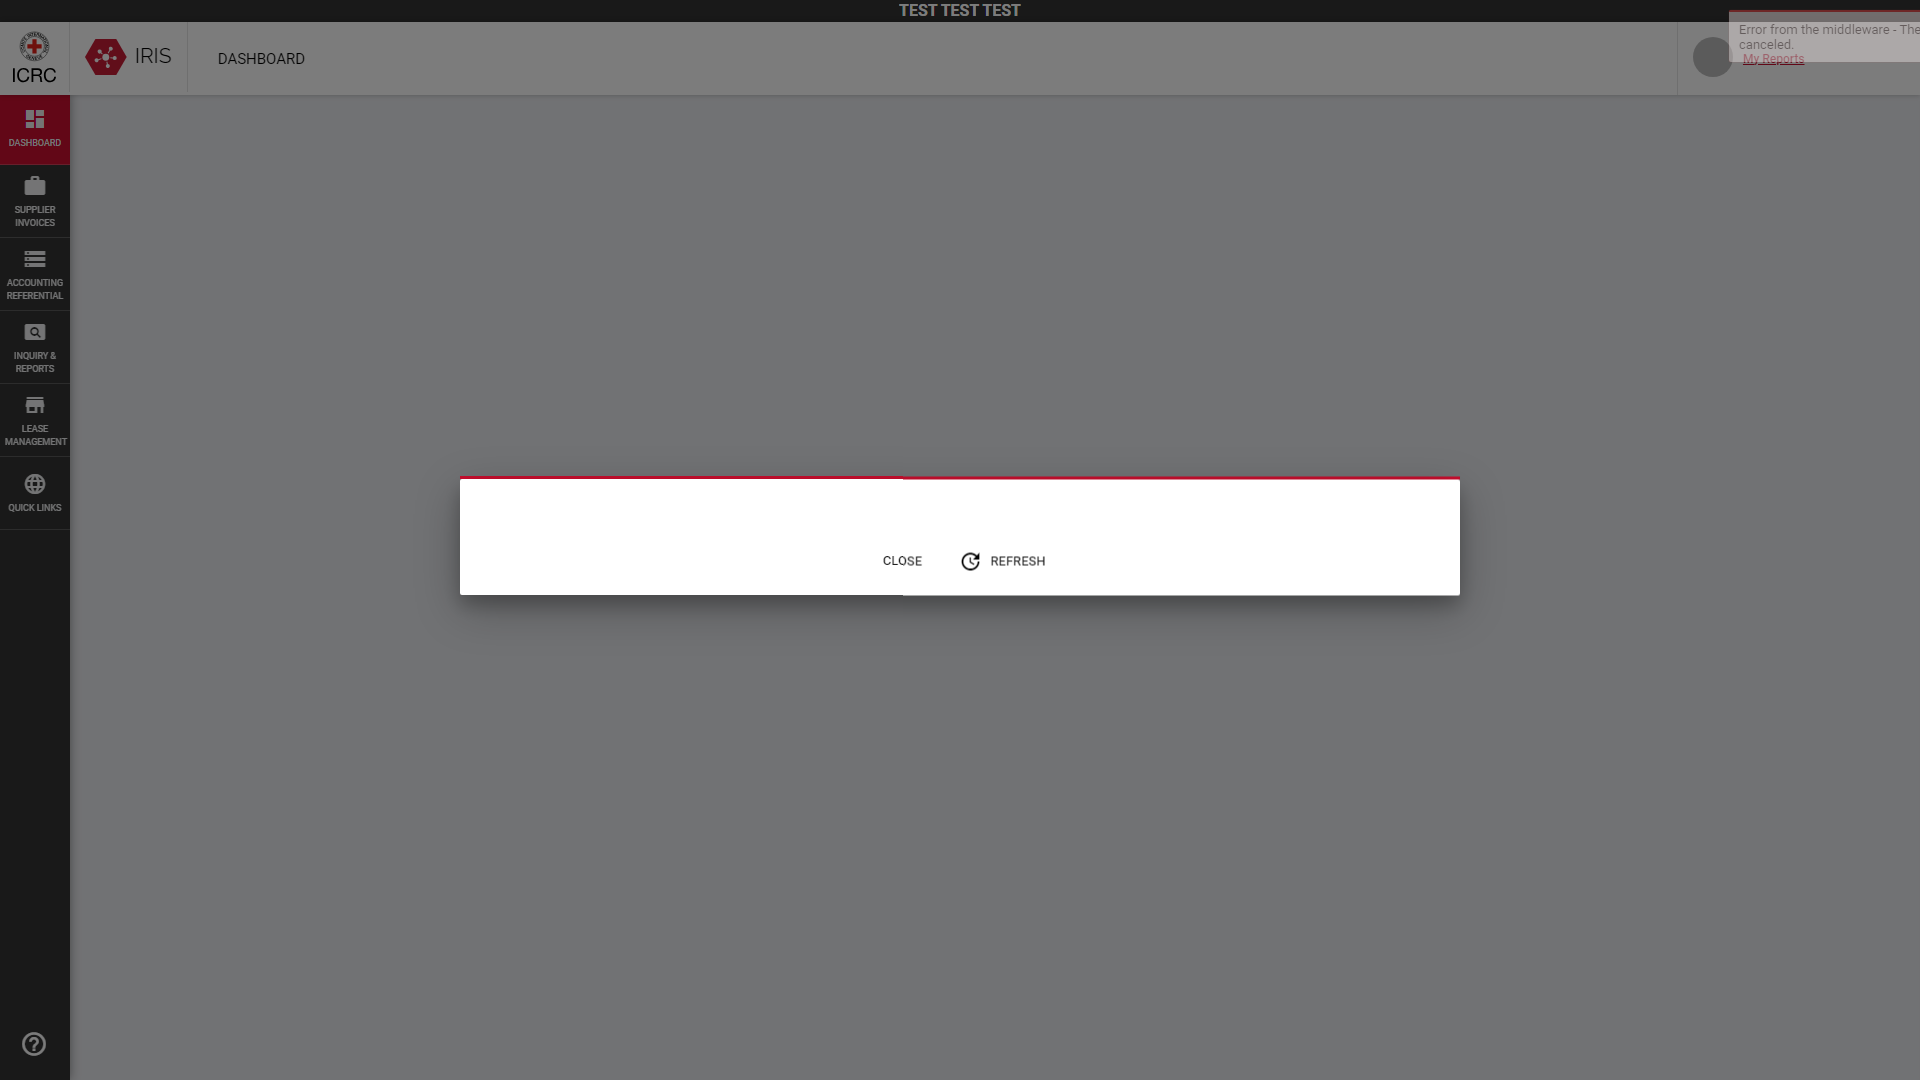 TEST TEST TEST
ICRC
IRIS
DASHBOARD
Error from the middleware - The
canceled.
My Reports
DASHBOARD
SUPPLIER
INVOICES
ACCOUNTING
REFERENTIAL
INQUIRY &
REPORTS
LEASE
MANAGEMENT
QUICK LINKS
CLOSE
REFRESH